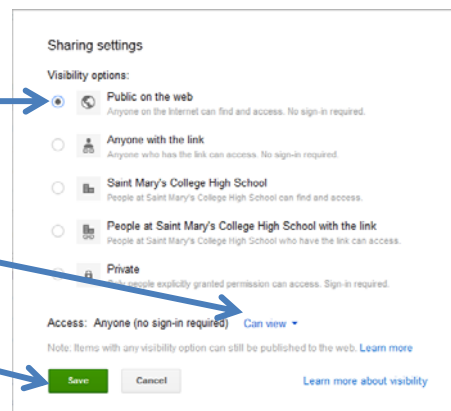 Sharing settings
Visibility options:
Public on the web
Anyone on the Internet can find and access. No sign-in required.
Anyone with the link
Anyone who has the link can access. No sign-in required.
Saint Mary's College High School
People at Saint Mary's College High School can find and access.
People at Saint Mary's College High School with the link
People at Saint Mary's College High School who have the link can access.
Private
people explicitly granted permission can access. Sign-in required.
Access: Anyone (no sign-in required) Can view
Note: Items with any visibility option can still be published to the web. Learn more
Save Cancel Learn more about visibility